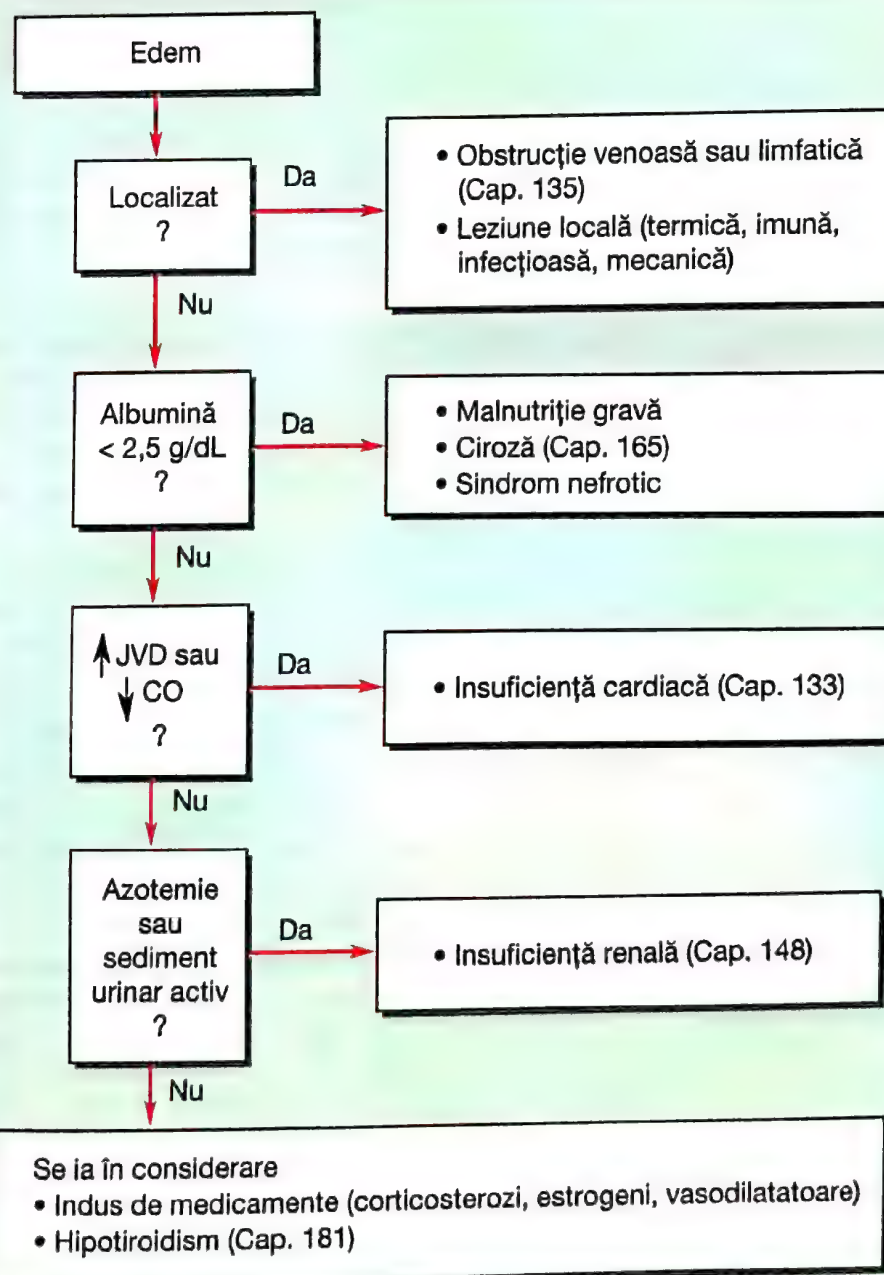 Edem
Localizat
?
Da
• Obstrucție venoasă sau limfatică
(Cap. 135)
• Leziune locală (termică, imună,
infecțioasă, mecanică)
Nu
Albumină
< 2,5 g/dL
?
Da
• Malnutriție gravă
• Ciroză (Cap. 165)
• Sindrom nefrotic
Nu
↑ JVD sau
↓ CO
?
Da
• Insuficiență cardiacă (Cap. 133)
Nu
Azotemie
sau
sediment
urinar activ
?
Da
• Insuficiență renală (Cap. 148)
Nu
Se ia în considerare
• Indus de medicamente (corticosterozi, estrogeni, vasodilatatoare)
• Hipotiroidism (Cap. 181)